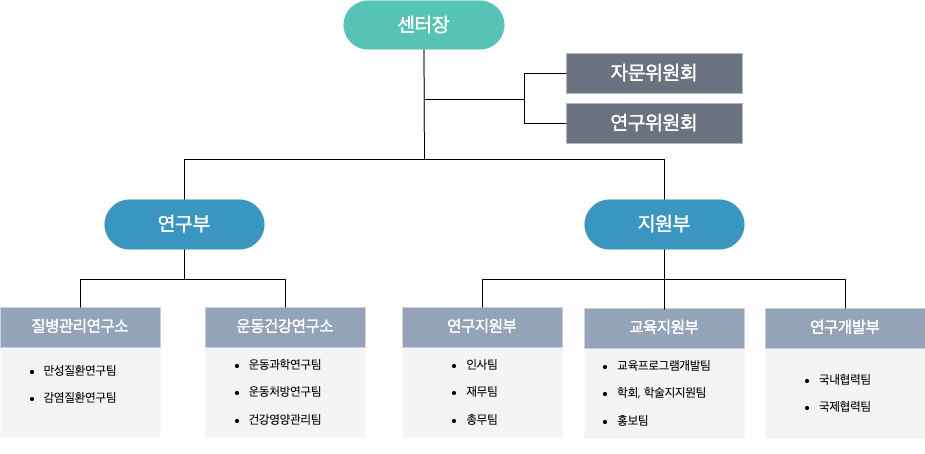 센터장
자문위원회
연구위원회
연구부
지원부
질병관리연구소
만성질환연구팀
감염질환연구팀
운동건강연구소
운동과학연구팀
운동처방연구팀
건강영양관리팀
연구지원부
인사팀
재무팀
총무팀
교육지원부
교육프로그램개발팀
학회, 학술지지원팀
홍보팀
연구개발부
국내협력팀
국제협력팀